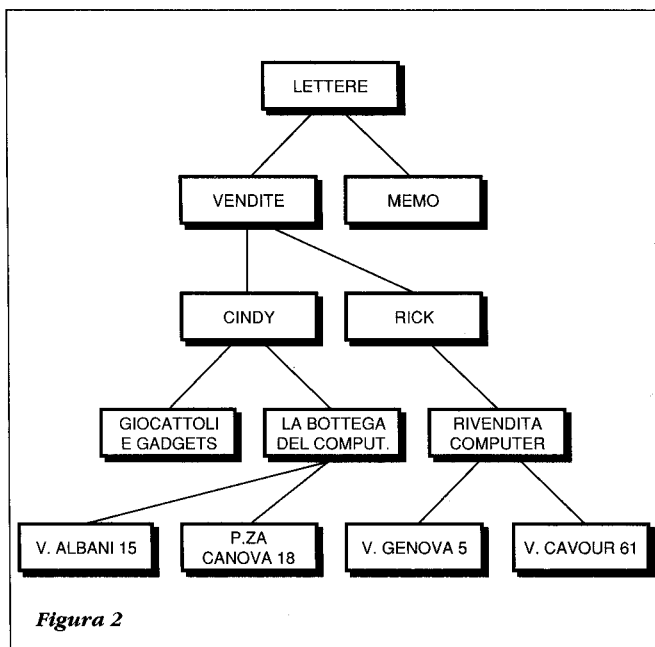 LETTERE
VENDITE
MEMO
CINDY
RICK
GIOCATTOLI
E GADGETS
LA BOTTEGA
DEL COMPUT.
RIVENDITA
COMPUTER
V. ALBANI 15
P.ZA
CANOVA 18
V. GENOVA 5
V. CAVOUR 61
Figura 2